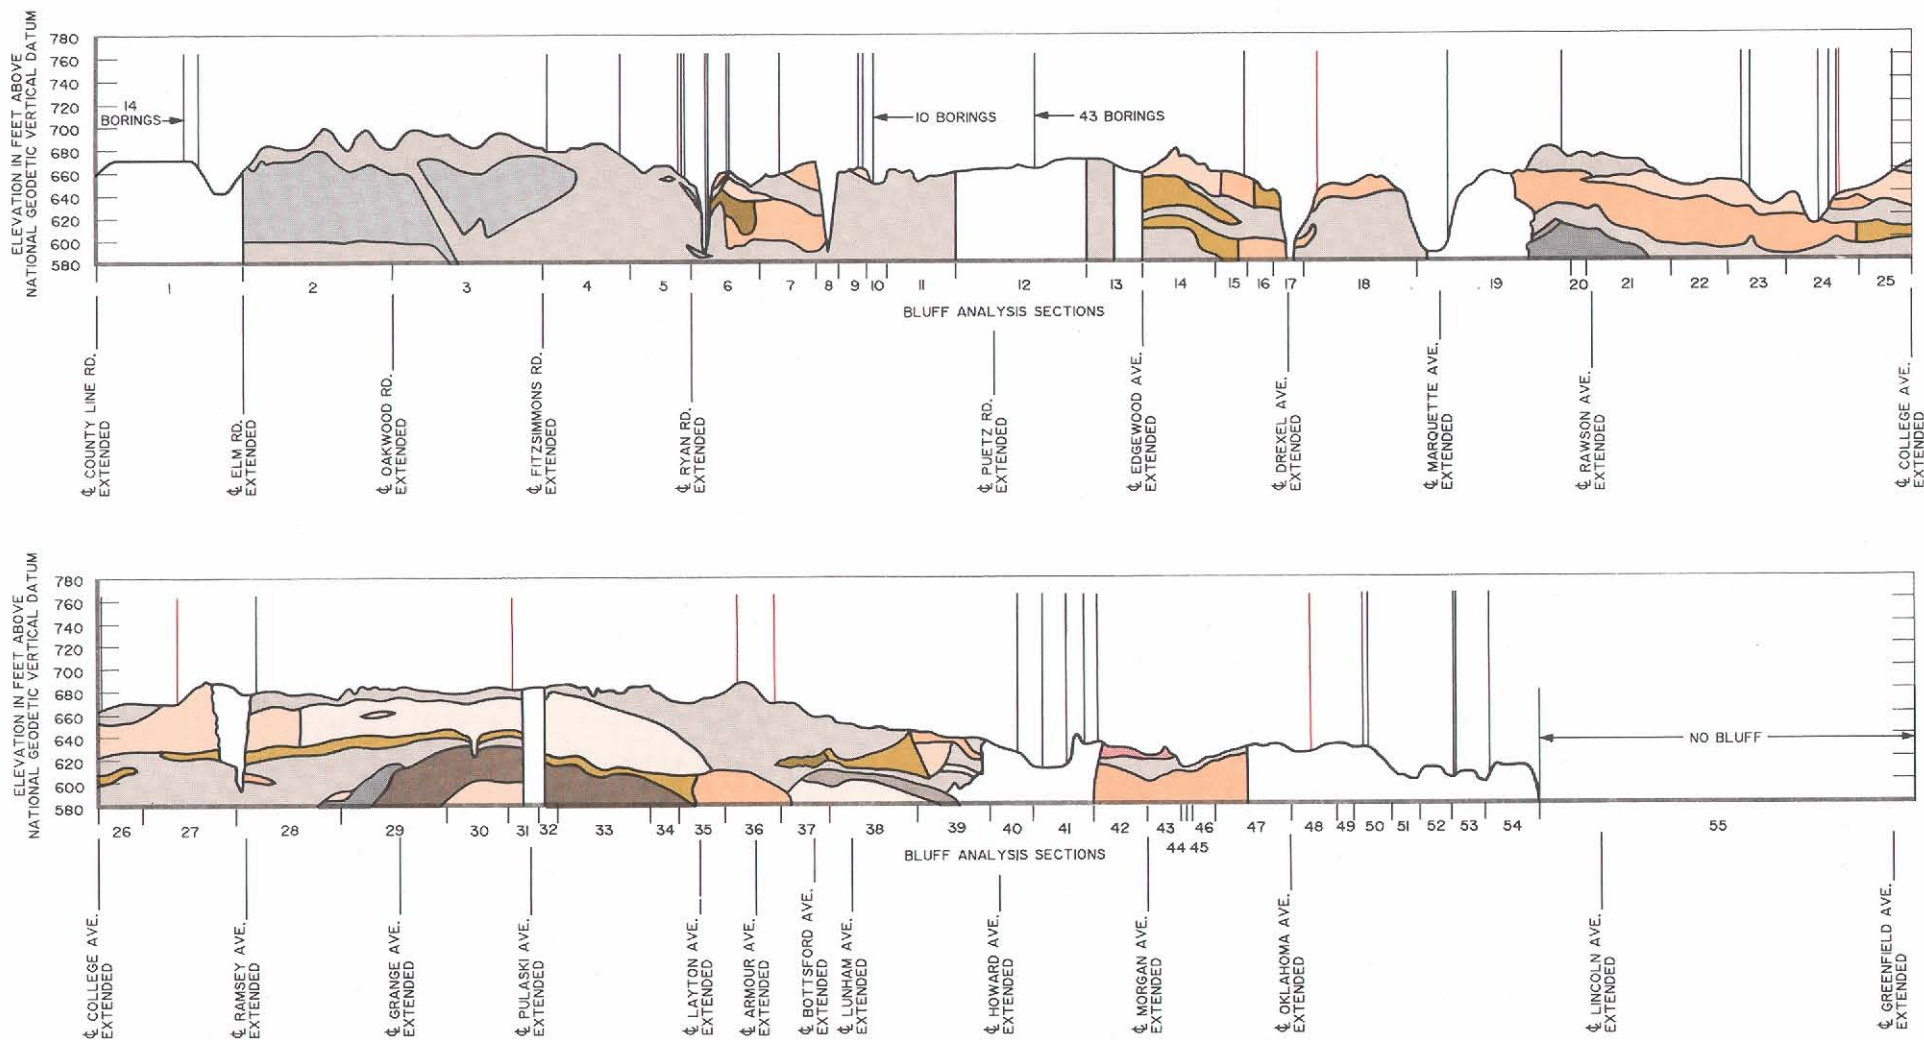 ELEVATION IN FEET ABOVE
NATIONAL GEODETIC VERTICAL DATUM
780
760
740
720
700
680
660
640
620
600
580
14
BORINGS
10 BORINGS
43 BORINGS
1 2 3 4 5 6 7 8 9 10 11 12 13 14 15 16 17 18 19 20 21 22 23 24 25
BLUFF ANALYSIS SECTIONS
℄ COUNTY LINE RD.
EXTENDED
℄ ELM RD.
EXTENDED
℄ OAKWOOD RD.
EXTENDED
℄ FITZSIMMONS RD.
EXTENDED
℄ RYAN RD.
EXTENDED
℄ PUETZ RD.
EXTENDED
℄ EDGEWOOD AVE.
EXTENDED
℄ DREXEL AVE.
EXTENDED
℄ MARQUETTE AVE.
EXTENDED
℄ RAWSON AVE.
EXTENDED
℄ COLLEGE AVE.
EXTENDED
ELEVATION IN FEET ABOVE
NATIONAL GEODETIC VERTICAL DATUM
780
760
740
720
700
680
660
640
620
600
580
NO BLUFF
26 27 28 29 30 31 32 33 34 35 36 37 38 39 40 41 42 43 46 47 48 49 50 51 52 53 54 55
44 45
BLUFF ANALYSIS SECTIONS
℄ COLLEGE AVE.
EXTENDED
℄ RAMSEY AVE.
EXTENDED
℄ GRANGE AVE.
EXTENDED
℄ PULASKI AVE.
EXTENDED
℄ LAYTON AVE.
EXTENDED
℄ ARMOUR AVE.
EXTENDED
℄ BOTTSFORD AVE.
EXTENDED
℄ LUNHAM AVE.
EXTENDED
℄ HOWARD AVE.
EXTENDED
℄ MORGAN AVE.
EXTENDED
℄ OKLAHOMA AVE.
EXTENDED
℄ LINCOLN AVE.
EXTENDED
℄ GREENFIELD AVE.
EXTENDED